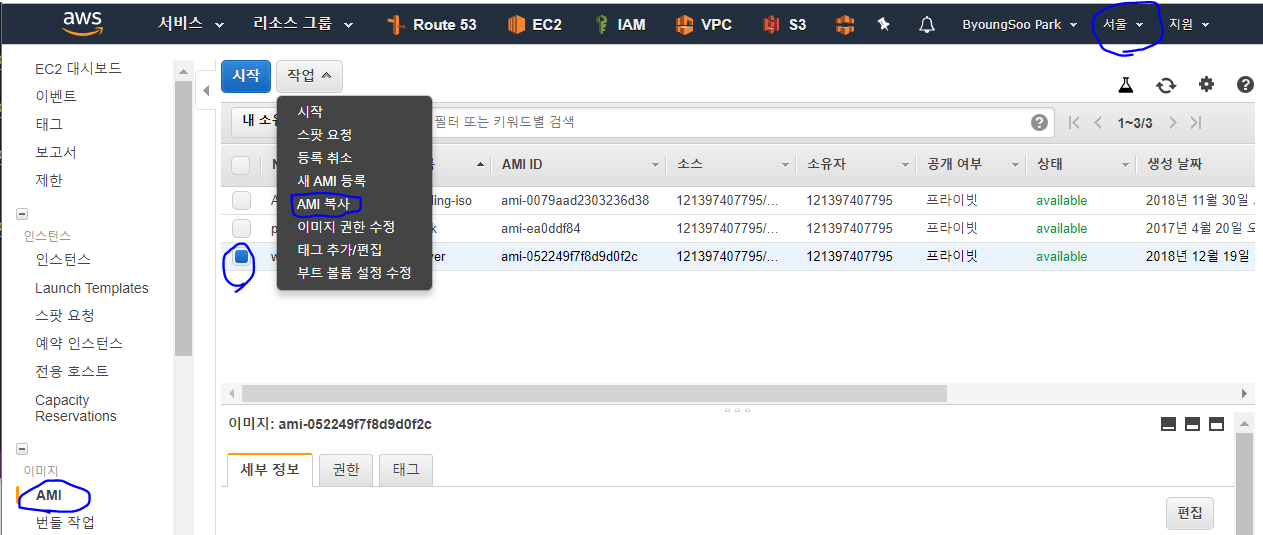 aws 서비스 리소스 그룹 Route 53 EC2 IAM VPC S3 ByoungSoo Park 서울 지원
EC2 대시보드
이벤트
태그
보고서
제한
인스턴스
인스턴스
Launch Templates
스팟 요청
예약 인스턴스
전용 호스트
Capacity
Reservations
이미지
AMI
번들 작업
시작 작업
시작
스팟 요청
등록 취소
새 AMI 등록
AMI 복사
이미지 권한 수정
태그 추가/편집
부트 볼륨 설정 수정
내 소유 필터 또는 키워드별 검색 1~3/3
AMI ID 소스 소유자 공개 여부 상태 생성 날짜
ling-iso ami-0079aad2303236d38 121397407795/... 121397407795 프라이빗 available 2018년 11월 30일
p k ami-ea0ddf84 121397407795/... 121397407795 프라이빗 available 2017년 4월 20일 오
w ver ami-052249f7f8d9d0f2c 121397407795/... 121397407795 프라이빗 available 2018년 12월 19일
이미지: ami-052249f7f8d9d0f2c
세부 정보 권한 태그
편집